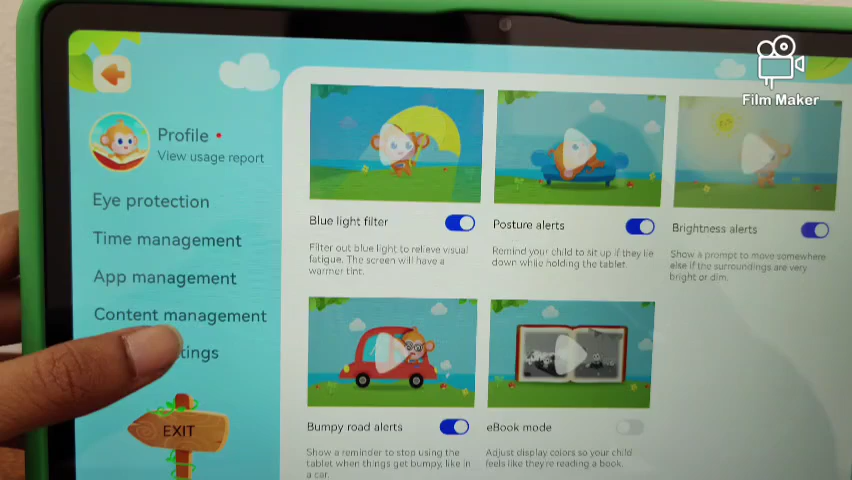 Film Maker
Profile
View usage report
Eye protection
Time management
App management
Content management
tings
EXIT
Blue light filter
Filter out blue light to relieve visual
fatigue. The screen will have a
warmer tint.
Posture alerts
Remind your child to sit up if they lie
down while holding the tablet.
Brightness alerts
Show a prompt to move somewhere
else if the surroundings are very
bright or dim.
Bumpy road alerts
Show a reminder to stop using the
tablet when things get bumpy, like in
a car.
eBook mode
Adjust display colors so your child
feels like they're reading a book.